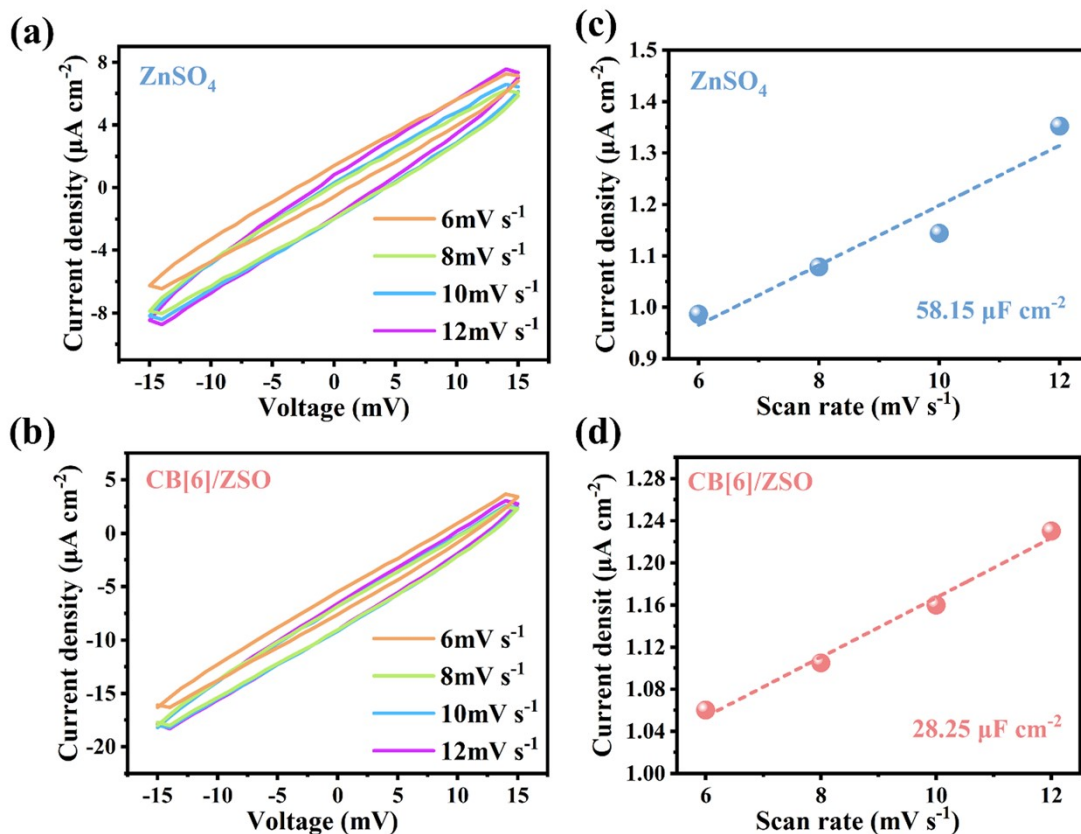 (a)
ZnSO₄
Current density (µA cm⁻²)
8
4
0
-4
-8
6mV s⁻¹
8mV s⁻¹
10mV s⁻¹
12mV s⁻¹
-15 -10 -5 0 5 10 15
Voltage (mV)
(c)
ZnSO₄
Current density (µA cm⁻²)
1.5
1.4
1.3
1.2
1.1
1.0
0.9
58.15 µF cm⁻²
6 8 10 12
Scan rate (mV s⁻¹)
(b)
CB[6]/ZSO
Current density (µA cm⁻²)
5
0
-5
-10
-15
-20
6mV s⁻¹
8mV s⁻¹
10mV s⁻¹
12mV s⁻¹
-15 -10 -5 0 5 10 15
Voltage (mV)
(d)
CB[6]/ZSO
Current densit (µA cm⁻²)
1.28
1.24
1.20
1.16
1.12
1.08
1.04
1.00
28.25 µF cm⁻²
6 8 10 12
Scan rate (mV s⁻¹)